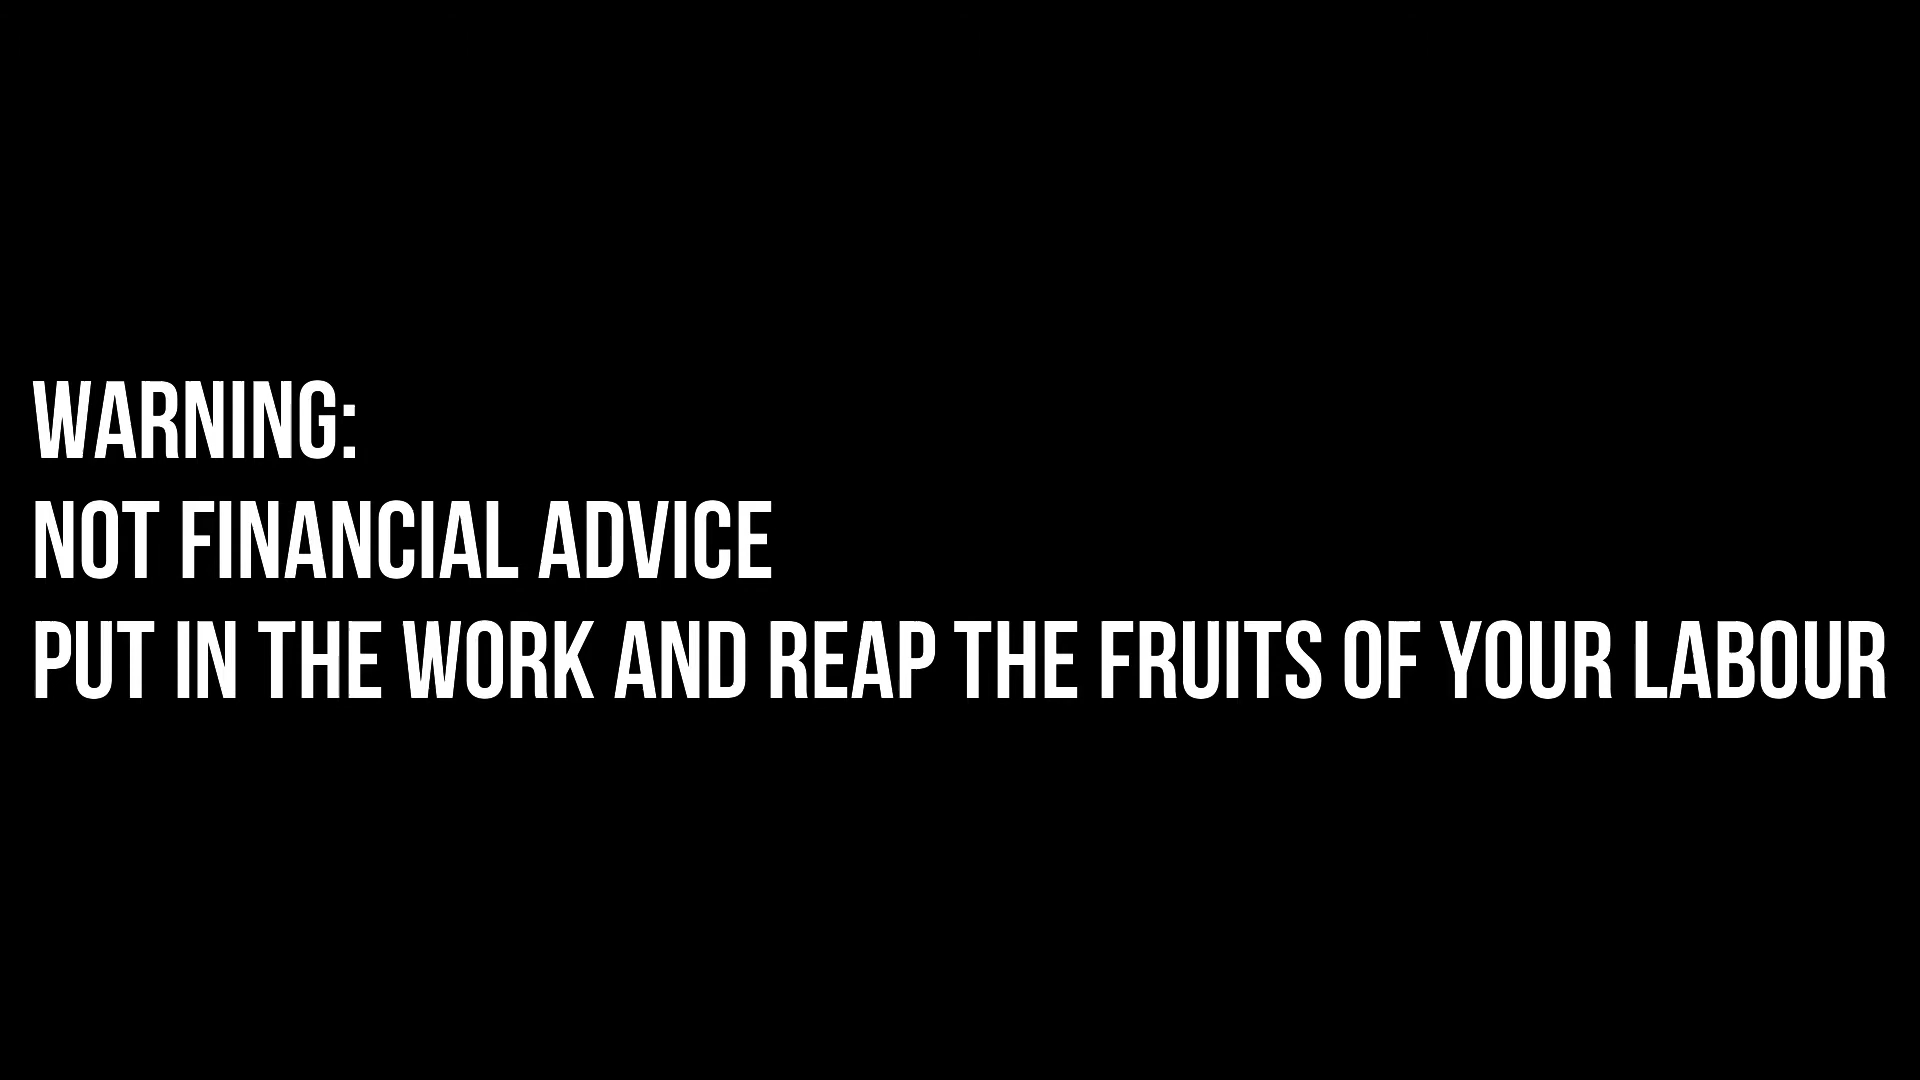 WARNING:
NOT FINANCIAL ADVICE
PUT IN THE WORK AND REAP THE FRUITS OF YOUR LABOUR